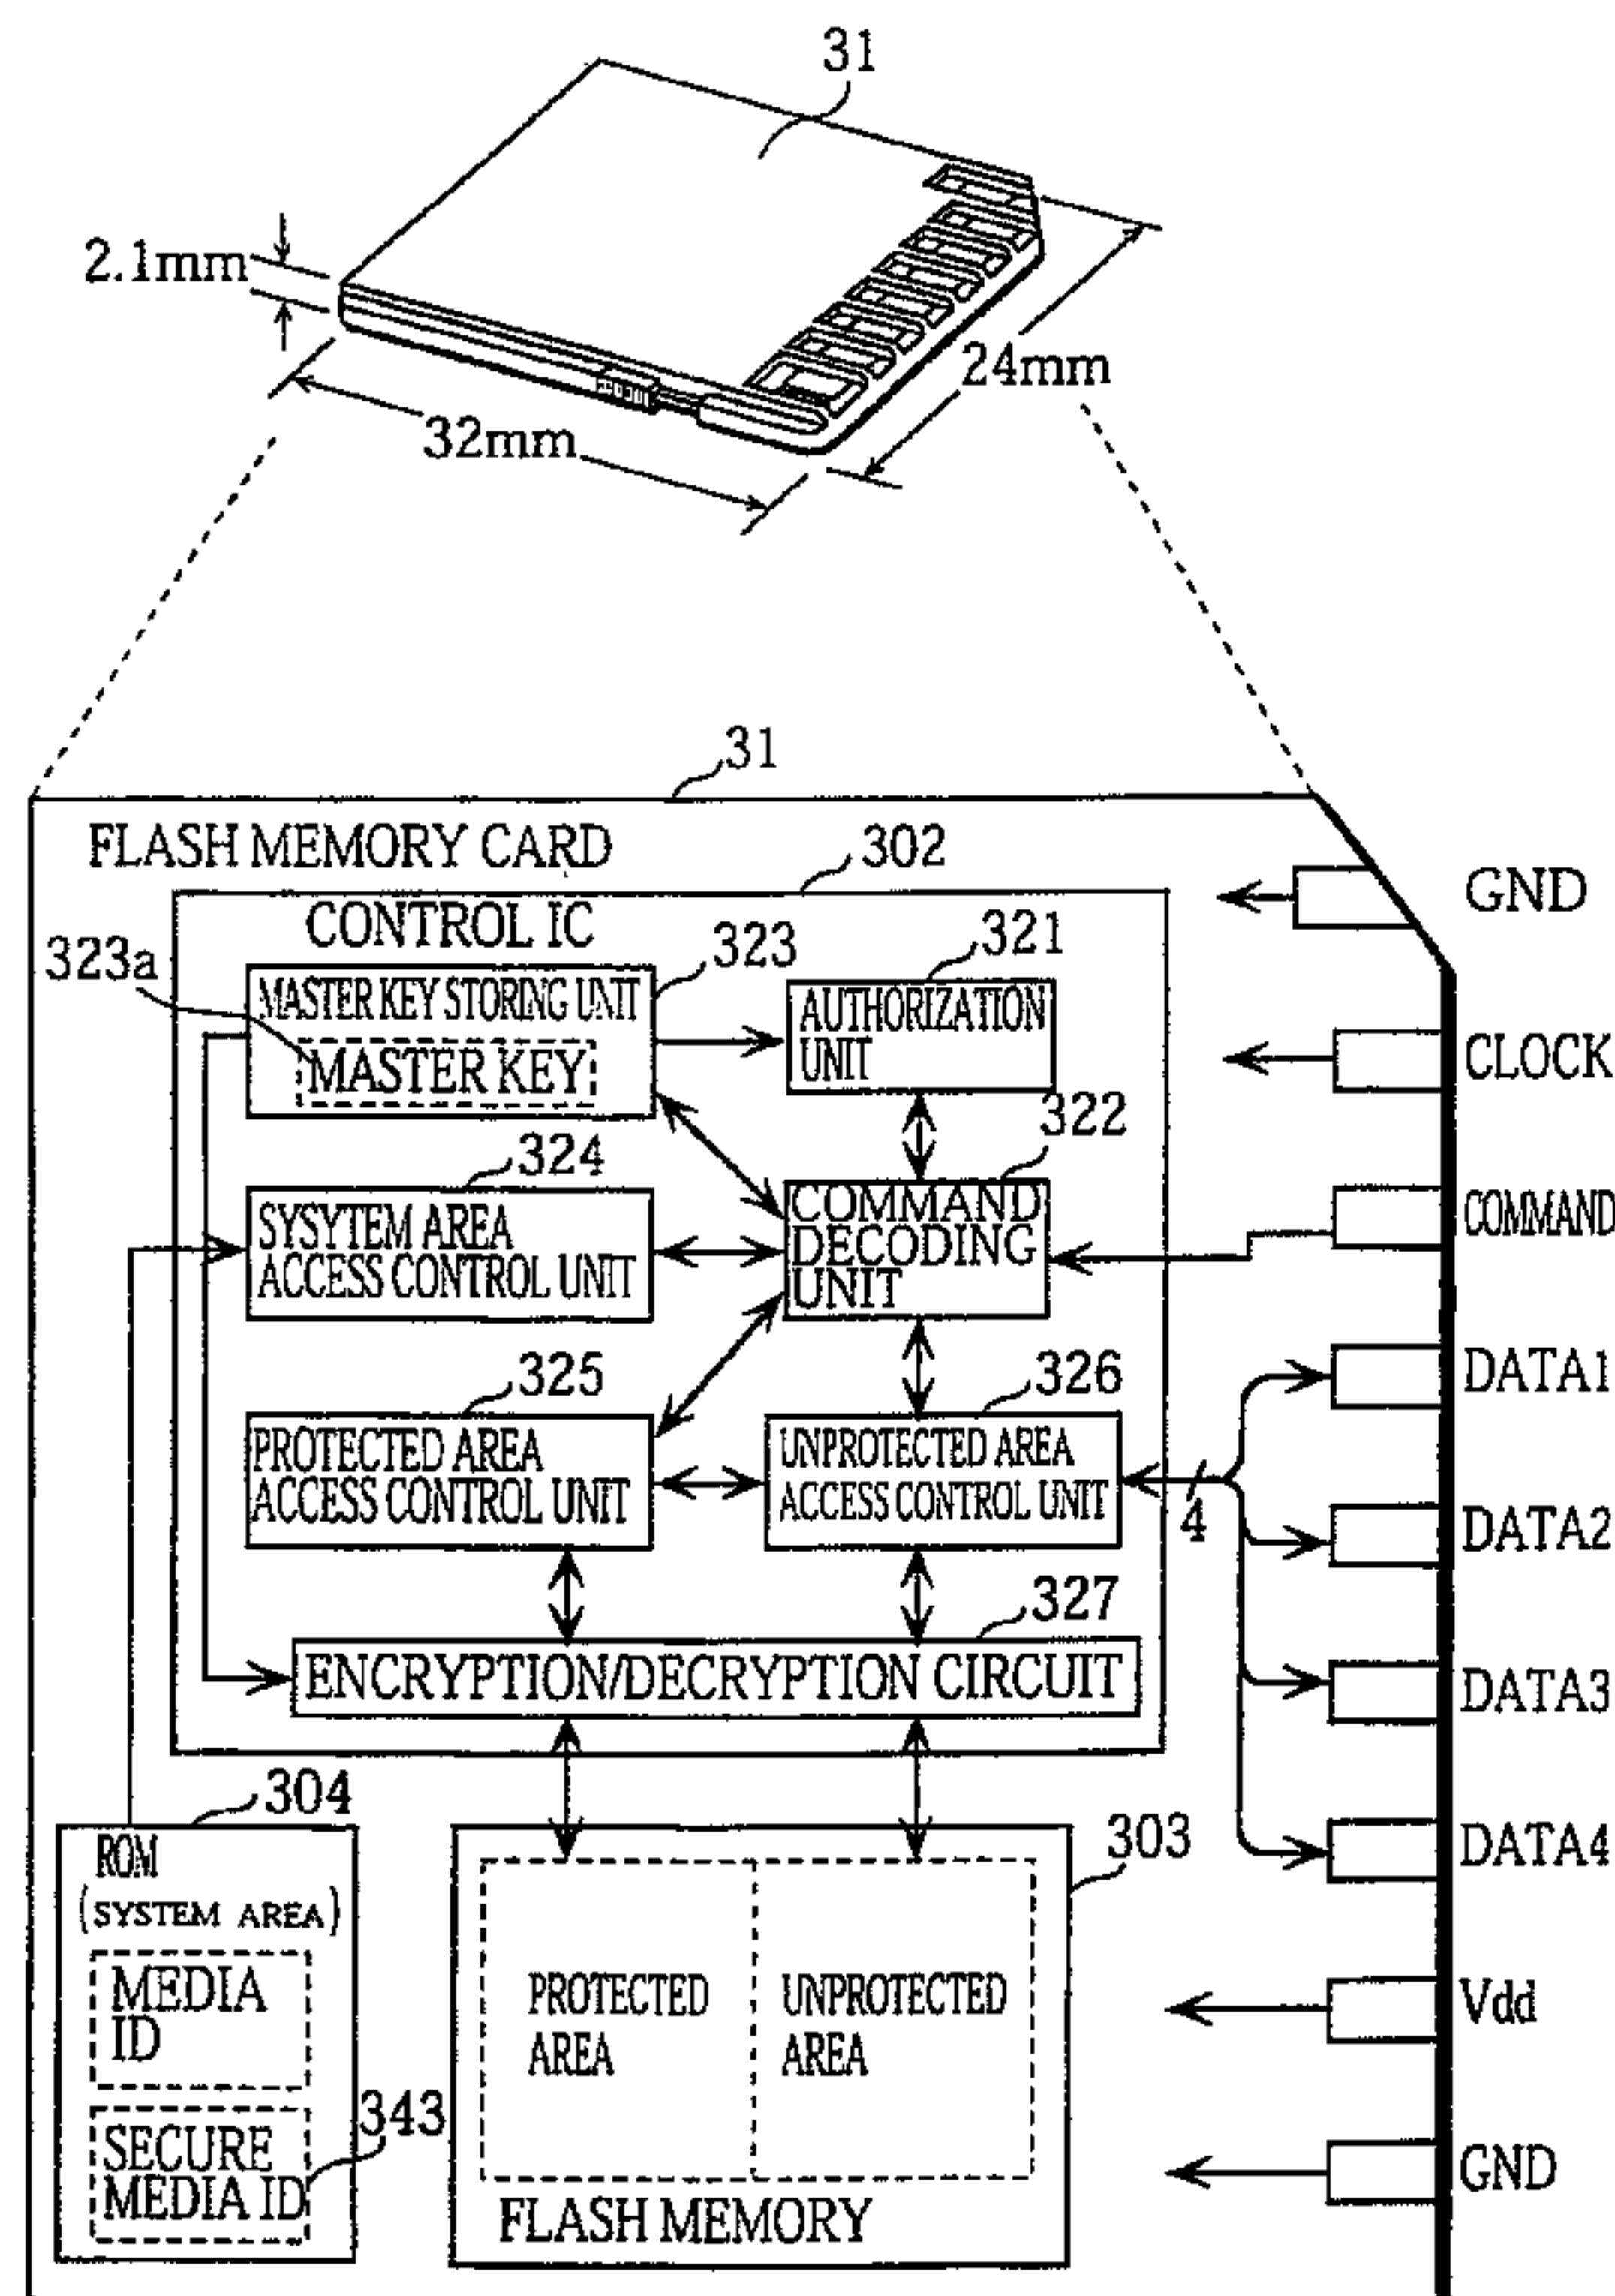 31
2.1mm
24mm
32mm
31
FLASH MEMORY CARD
302
GND
CONTROL IC
323
321
323a
MASTER KEY STORING UNIT
MASTER KEY
AUTHORIZATION
UNIT
CLOCK
322
324
SYSYTEM AREA
ACCESS CONTROL UNIT
COMMAND
DECODING
UNIT
COMMAND
325
326
DATA1
PROTECTED AREA
ACCESS CONTROL UNIT
UNPROTECTED AREA
ACCESS CONTROL UNIT
4
DATA2
327
ENCRYPTION/DECRYPTION CIRCUIT
DATA3
304
303
ROM
(SYSTEM AREA)
DATA4
MEDIA
ID
PROTECTED
AREA
UNPROTECTED
AREA
Vdd
343
SECURE
MEDIA ID
FLASH MEMORY
GND